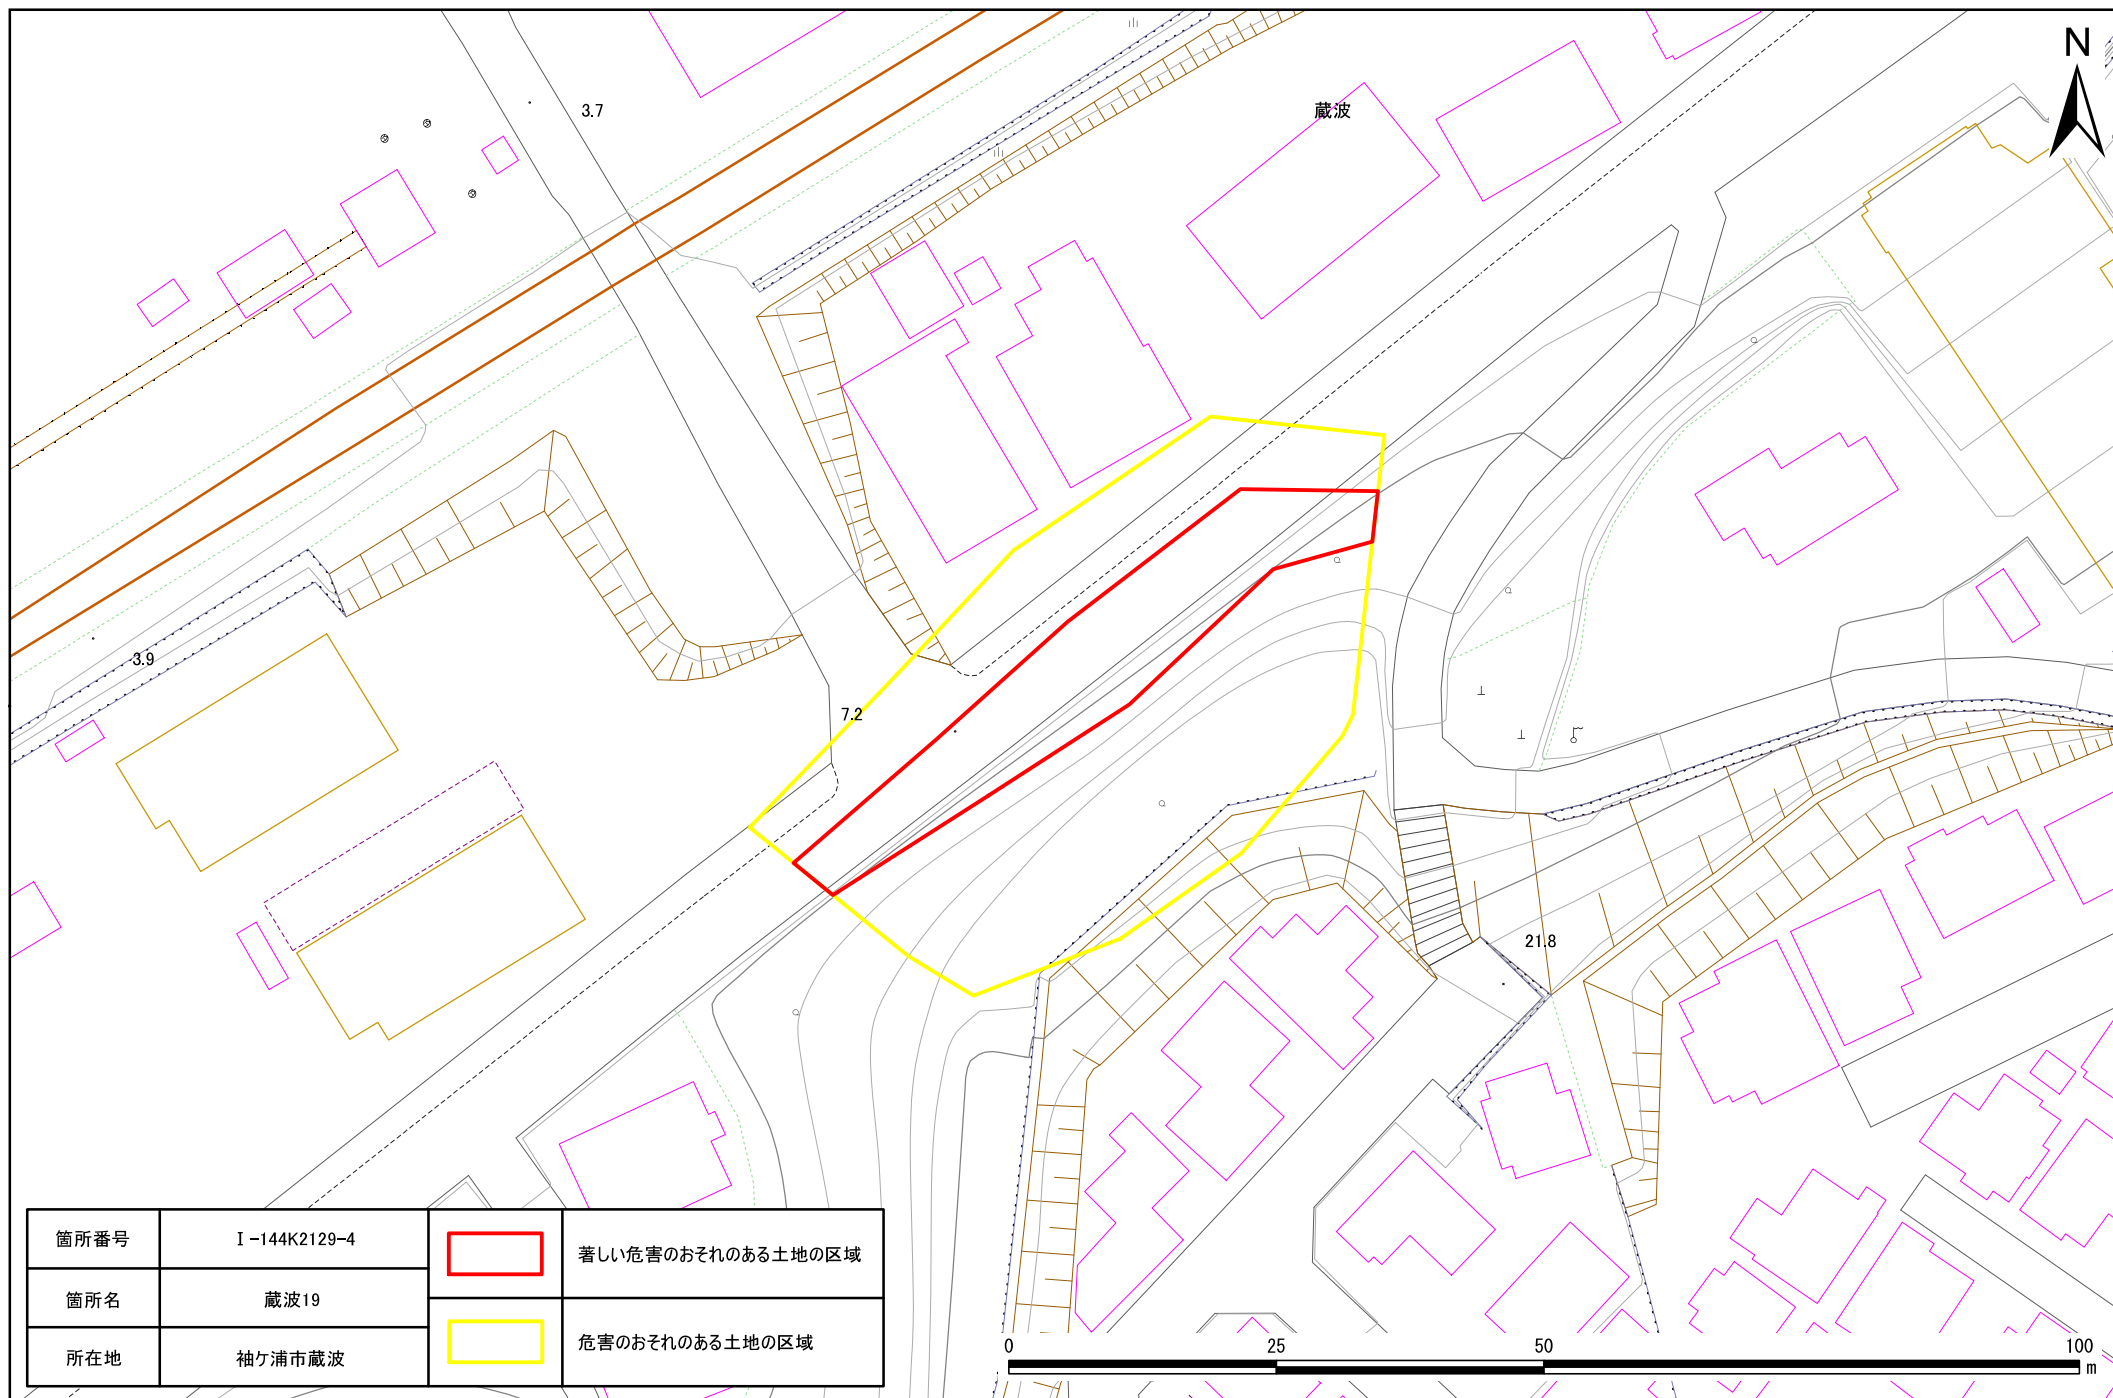 N
3.7
蔵波
3.9
7.2
21.8
箇所番号
Ⅰ-144K2129-4
箇所名
蔵波19
所在地
袖ケ浦市蔵波
著しい危害のおそれのある土地の区域
危害のおそれのある土地の区域
0 25 50 100
m